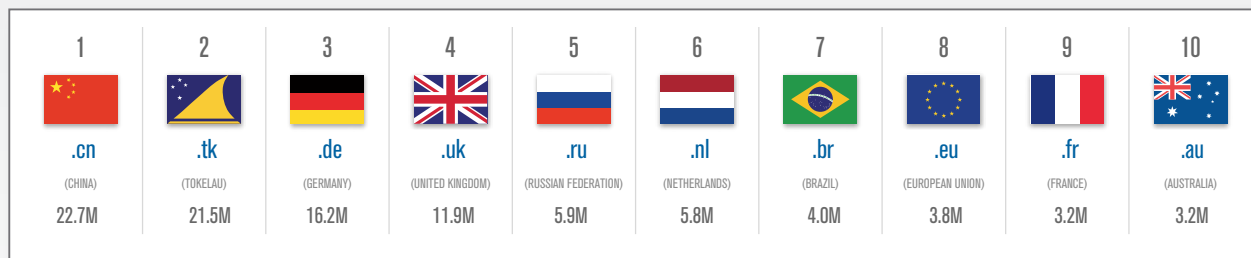 1 2 3 4 5 6 7 8 9 10
.cn .tk .de .uk .ru .nl .br .eu .fr .au
(CHINA) (TOKELAU) (GERMANY) (UNITED KINGDOM) (RUSSIAN FEDERATION) (NETHERLANDS) (BRAZIL) (EUROPEAN UNION) (FRANCE) (AUSTRALIA)
22.7M 21.5M 16.2M 11.9M 5.9M 5.8M 4.0M 3.8M 3.2M 3.2M